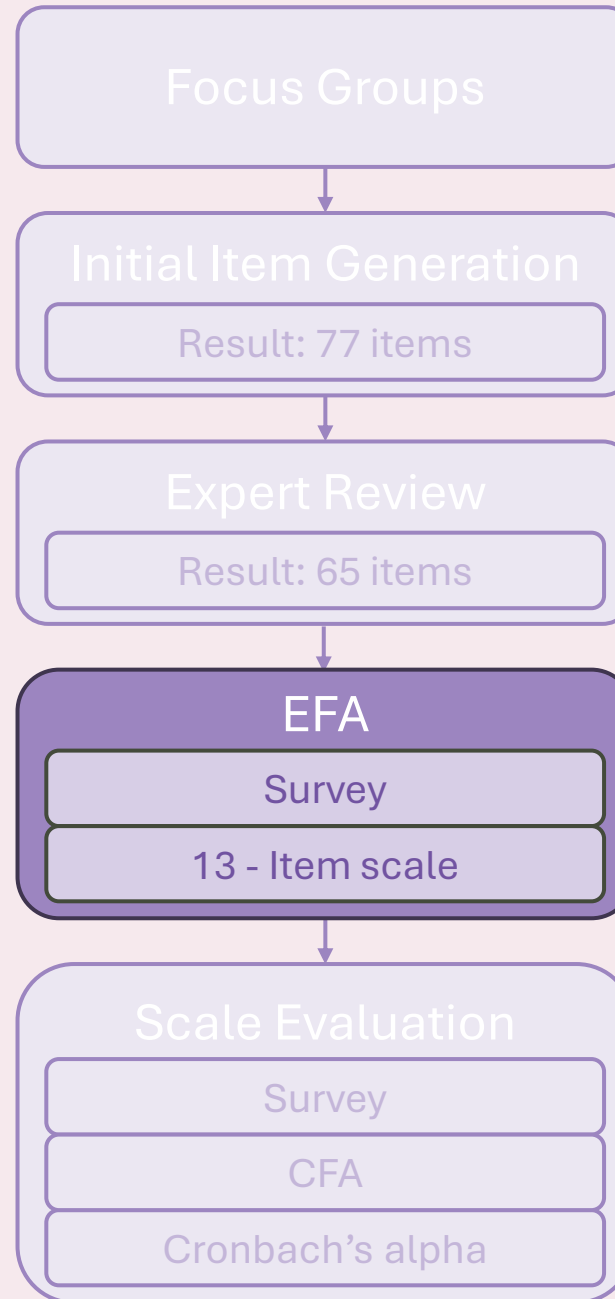 Focus Groups
Initial Item Generation
Result: 77 items
Expert Review
Result: 65 items
EFA
Survey
13 - Item scale
Scale Evaluation
Survey
CFA
Cronbach’s alpha